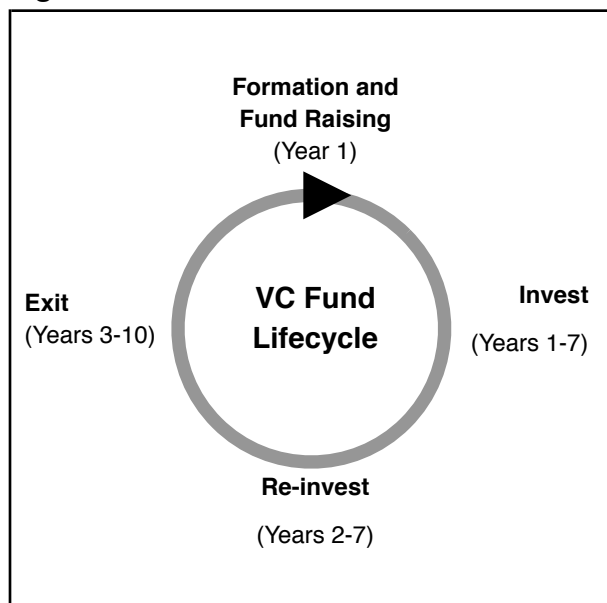 Formation and
Fund Raising
(Year 1)
Exit
(Years 3-10)
VC Fund
Lifecycle
Invest
(Years 1-7)
Re-invest
(Years 2-7)